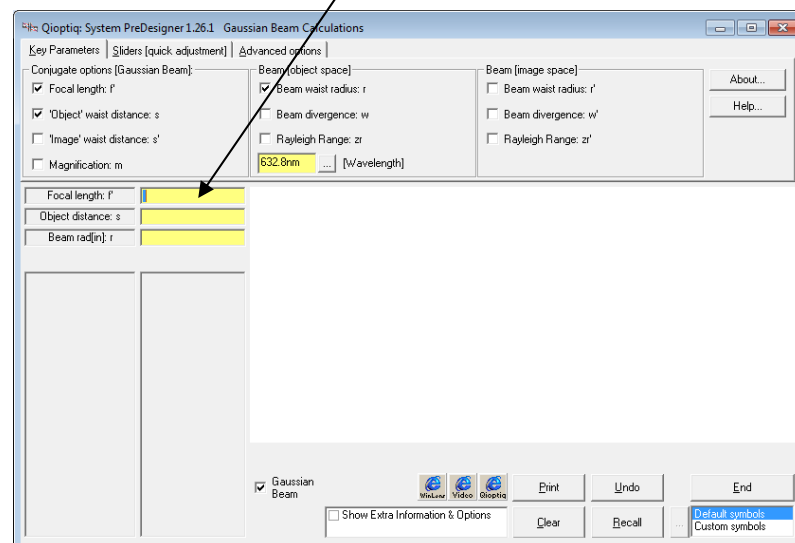 Qioptiq: System PreDesigner 1.26.1 Gaussian Beam Calculations
Key Parameters
Sliders [quick adjustment]
Advanced options
Conjugate options [Gaussian Beam]:
Focal length: f'
'Object' waist distance: s
'Image' waist distance: s'
Magnification: m
Beam [object space]
Beam waist radius: r
Beam divergence: w
Rayleigh Range: zr
632.8nm ... [Wavelength]
Beam [image space]
Beam waist radius: r'
Beam divergence: w'
Rayleigh Range: zr'
About...
Help...
Focal length: f'
Object distance: s
Beam rad[in]: r
Gaussian
Beam
WinLens
Video
Qioptiq
Print
Undo
End
Show Extra Information & Options
Clear
Recall
...
Default symbols
Custom symbols